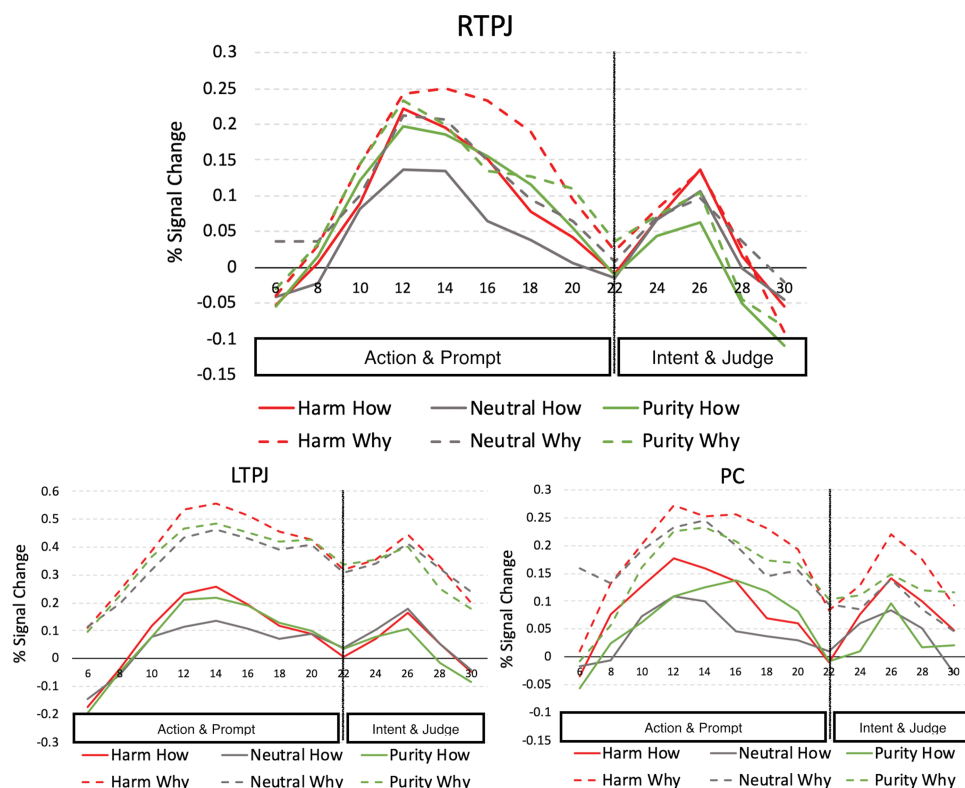 RTPJ
% Signal Change
0.3
0.25
0.2
0.15
0.1
0.05
0
-0.05
-0.1
-0.15
6 8 10 12 14 16 18 20 22 24 26 28 30
Action & Prompt Intent & Judge
Harm How Neutral How Purity How
Harm Why Neutral Why Purity Why
LTPJ
% Signal Change
0.6
0.5
0.4
0.3
0.2
0.1
0
-0.1
-0.2
-0.3
6 8 10 12 14 16 18 20 22 24 26 28 30
Action & Prompt Intent & Judge
Harm How Neutral How Purity How
Harm Why Neutral Why Purity Why
PC
% Signal Change
0.3
0.25
0.2
0.15
0.1
0.05
0
-0.05
-0.1
-0.15
6 8 10 12 14 16 18 20 22 24 26 28 30
Action & Prompt Intent & Judge
Harm How Neutral How Purity How
Harm Why Neutral Why Purity Why